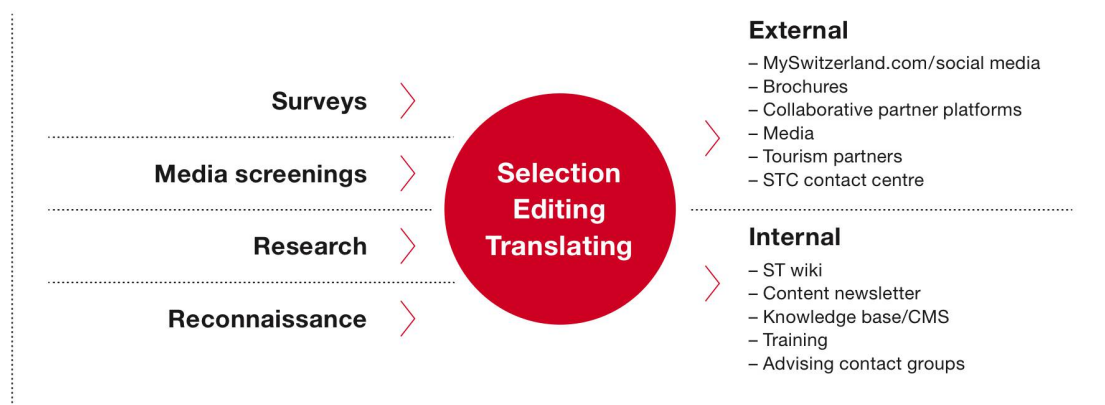 Surveys
Media screenings
Research
Reconnaissance
Selection
Editing
Translating
External
– MySwitzerland.com/social media
– Brochures
– Collaborative partner platforms
– Media
– Tourism partners
– STC contact centre
Internal
– ST wiki
– Content newsletter
– Knowledge base/CMS
– Training
– Advising contact groups